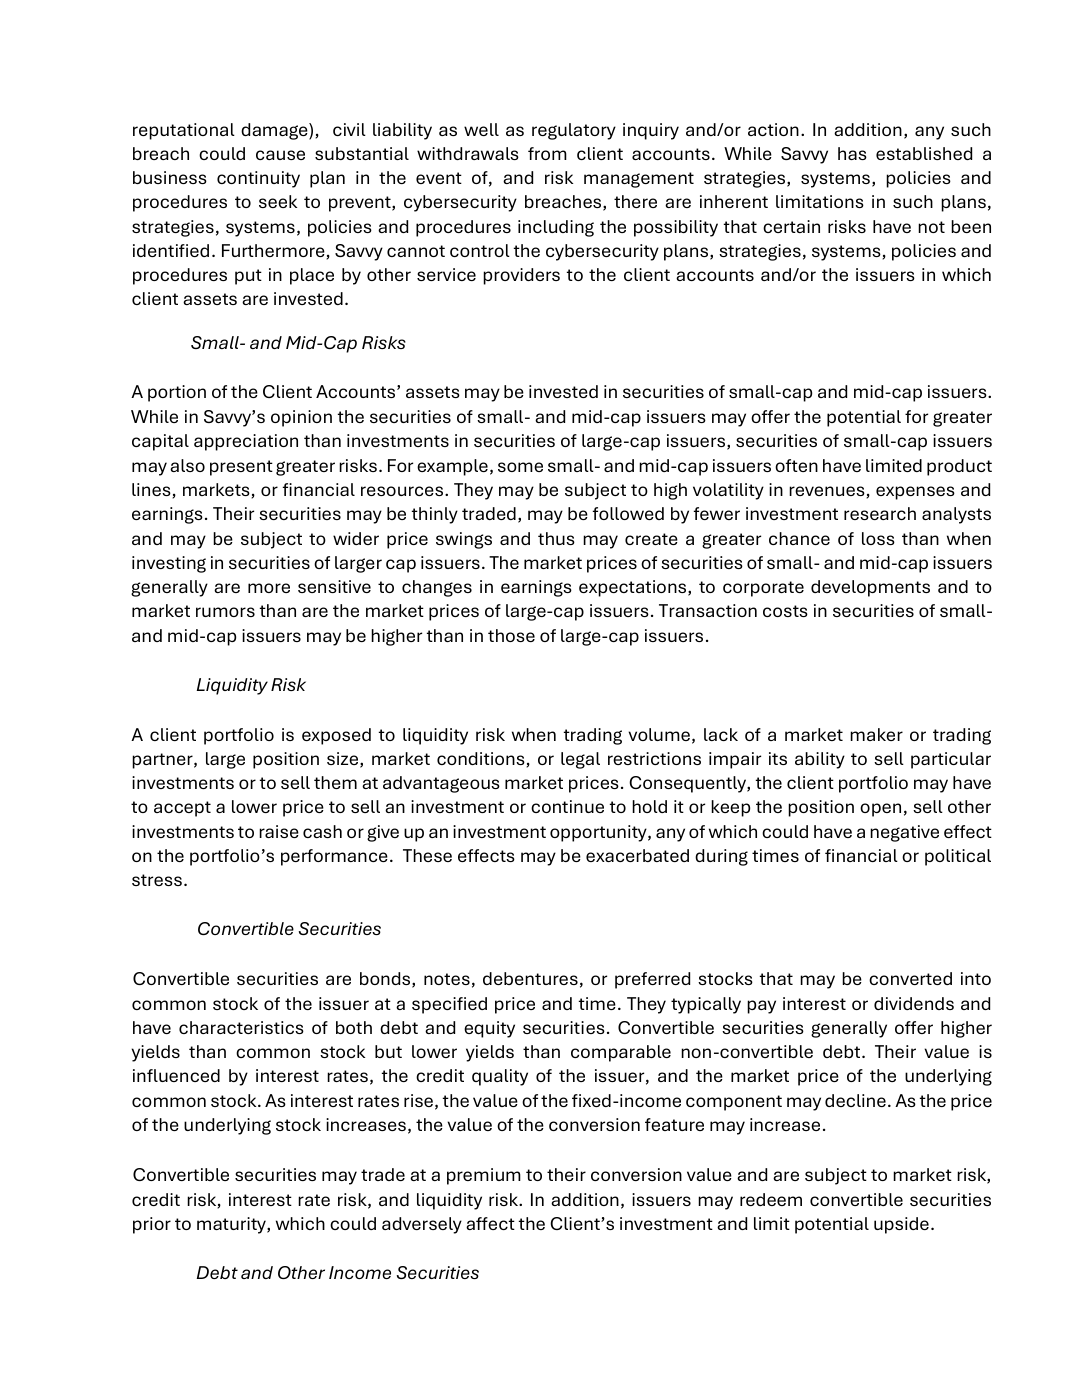 reputational damage),  civil liability as well as regulatory inquiry and/or action. In addition, any such
breach could cause substantial withdrawals from client accounts. While Savvy has established a
business continuity plan in the event of, and risk management strategies, systems, policies and
procedures to seek to prevent, cybersecurity breaches, there are inherent limitations in such plans,
strategies, systems, policies and procedures including the possibility that certain risks have not been
identified. Furthermore, Savvy cannot control the cybersecurity plans, strategies, systems, policies and
procedures put in place by other service providers to the client accounts and/or the issuers in which
client assets are invested.
Small- and Mid-Cap Risks
A portion of the Client Accounts’ assets may be invested in securities of small-cap and mid-cap issuers.
While in Savvy’s opinion the securities of small- and mid-cap issuers may offer the potential for greater
capital appreciation than investments in securities of large-cap issuers, securities of small-cap issuers
may also present greater risks. For example, some small- and mid-cap issuers often have limited product
lines, markets, or financial resources. They may be subject to high volatility in revenues, expenses and
earnings. Their securities may be thinly traded, may be followed by fewer investment research analysts
and may be subject to wider price swings and thus may create a greater chance of loss than when
investing in securities of larger cap issuers. The market prices of securities of small- and mid-cap issuers
generally are more sensitive to changes in earnings expectations, to corporate developments and to
market rumors than are the market prices of large-cap issuers. Transaction costs in securities of small-
and mid-cap issuers may be higher than in those of large-cap issuers.
Liquidity Risk
A client portfolio is exposed to liquidity risk when trading volume, lack of a market maker or trading
partner, large position size, market conditions, or legal restrictions impair its ability to sell particular
investments or to sell them at advantageous market prices. Consequently, the client portfolio may have
to accept a lower price to sell an investment or continue to hold it or keep the position open, sell other
investments to raise cash or give up an investment opportunity, any of which could have a negative effect
on the portfolio’s performance.  These effects may be exacerbated during times of financial or political
stress.
Convertible Securities
Convertible securities are bonds, notes, debentures, or preferred stocks that may be converted into
common stock of the issuer at a specified price and time. They typically pay interest or dividends and
have characteristics of both debt and equity securities. Convertible securities generally offer higher
yields than common stock but lower yields than comparable non-convertible debt. Their value is
influenced by interest rates, the credit quality of the issuer, and the market price of the underlying
common stock. As interest rates rise, the value of the fixed-income component may decline. As the price
of the underlying stock increases, the value of the conversion feature may increase.
Convertible securities may trade at a premium to their conversion value and are subject to market risk,
credit risk, interest rate risk, and liquidity risk. In addition, issuers may redeem convertible securities
prior to maturity, which could adversely affect the Client’s investment and limit potential upside.
Debt and Other Income Securities